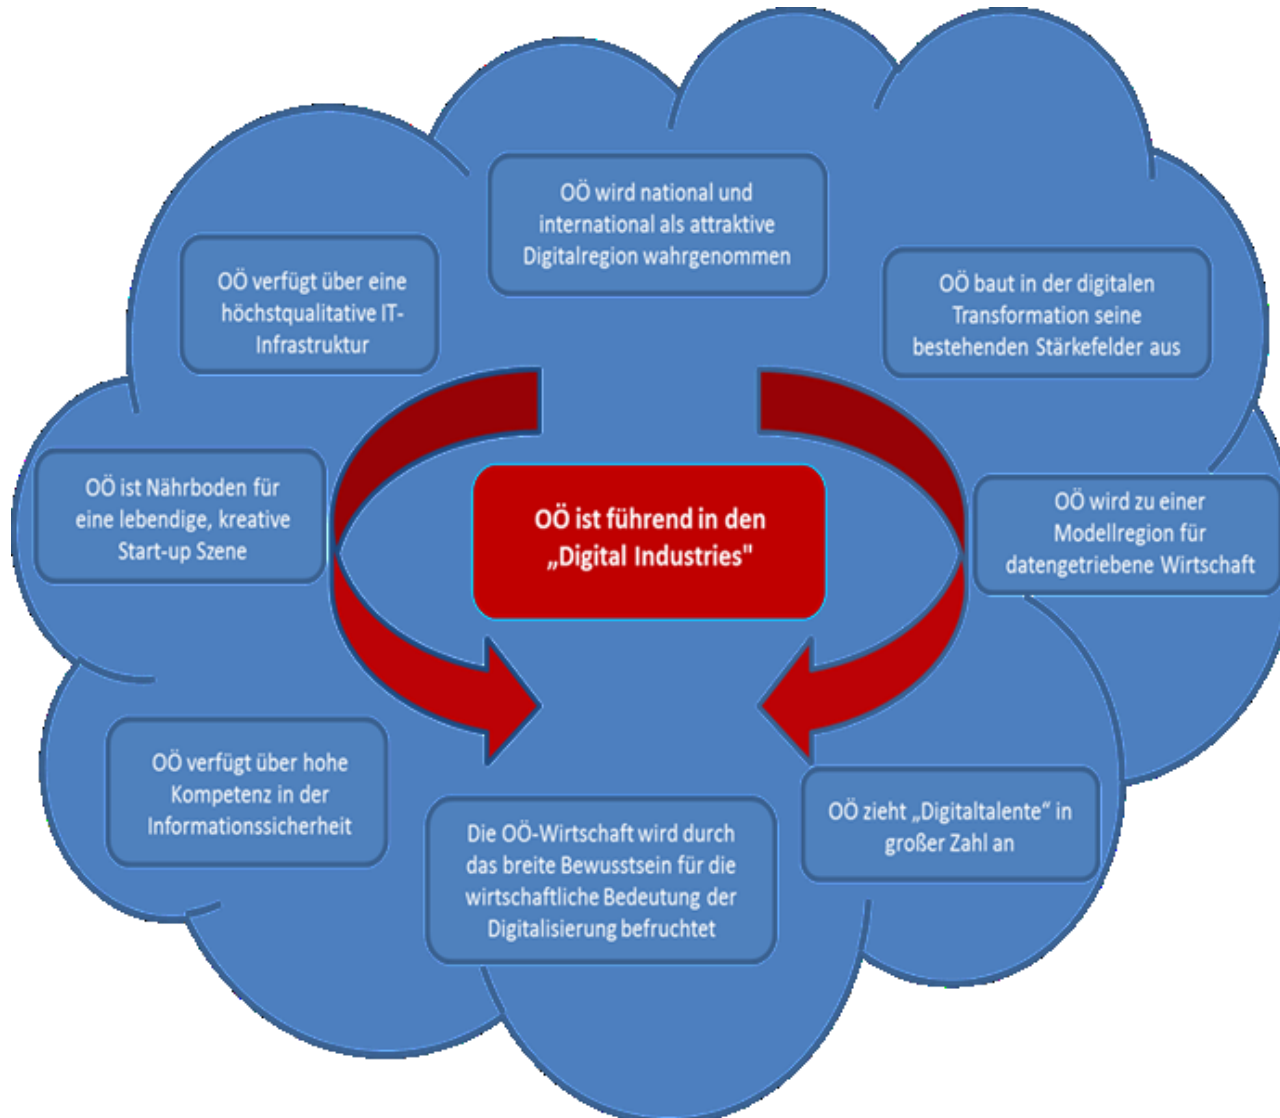 OÖ wird national und
international als attraktive
Digitalregion wahrgenommen
OÖ verfügt über eine
höchstqualitative IT-
Infrastruktur
OÖ baut in der digitalen
Transformation seine
bestehenden Stärkefelder aus
OÖ ist Nährboden für
eine lebendige, kreative
Start-up Szene
OÖ ist führend in den
„Digital Industries"
OÖ wird zu einer
Modellregion für
datengetriebene Wirtschaft
OÖ verfügt über hohe
Kompetenz in der
Informationssicherheit
Die OÖ-Wirtschaft wird durch
das breite Bewusstsein für die
wirtschaftliche Bedeutung der
Digitalisierung befruchtet
OÖ zieht „Digitaltalente“ in
großer Zahl an